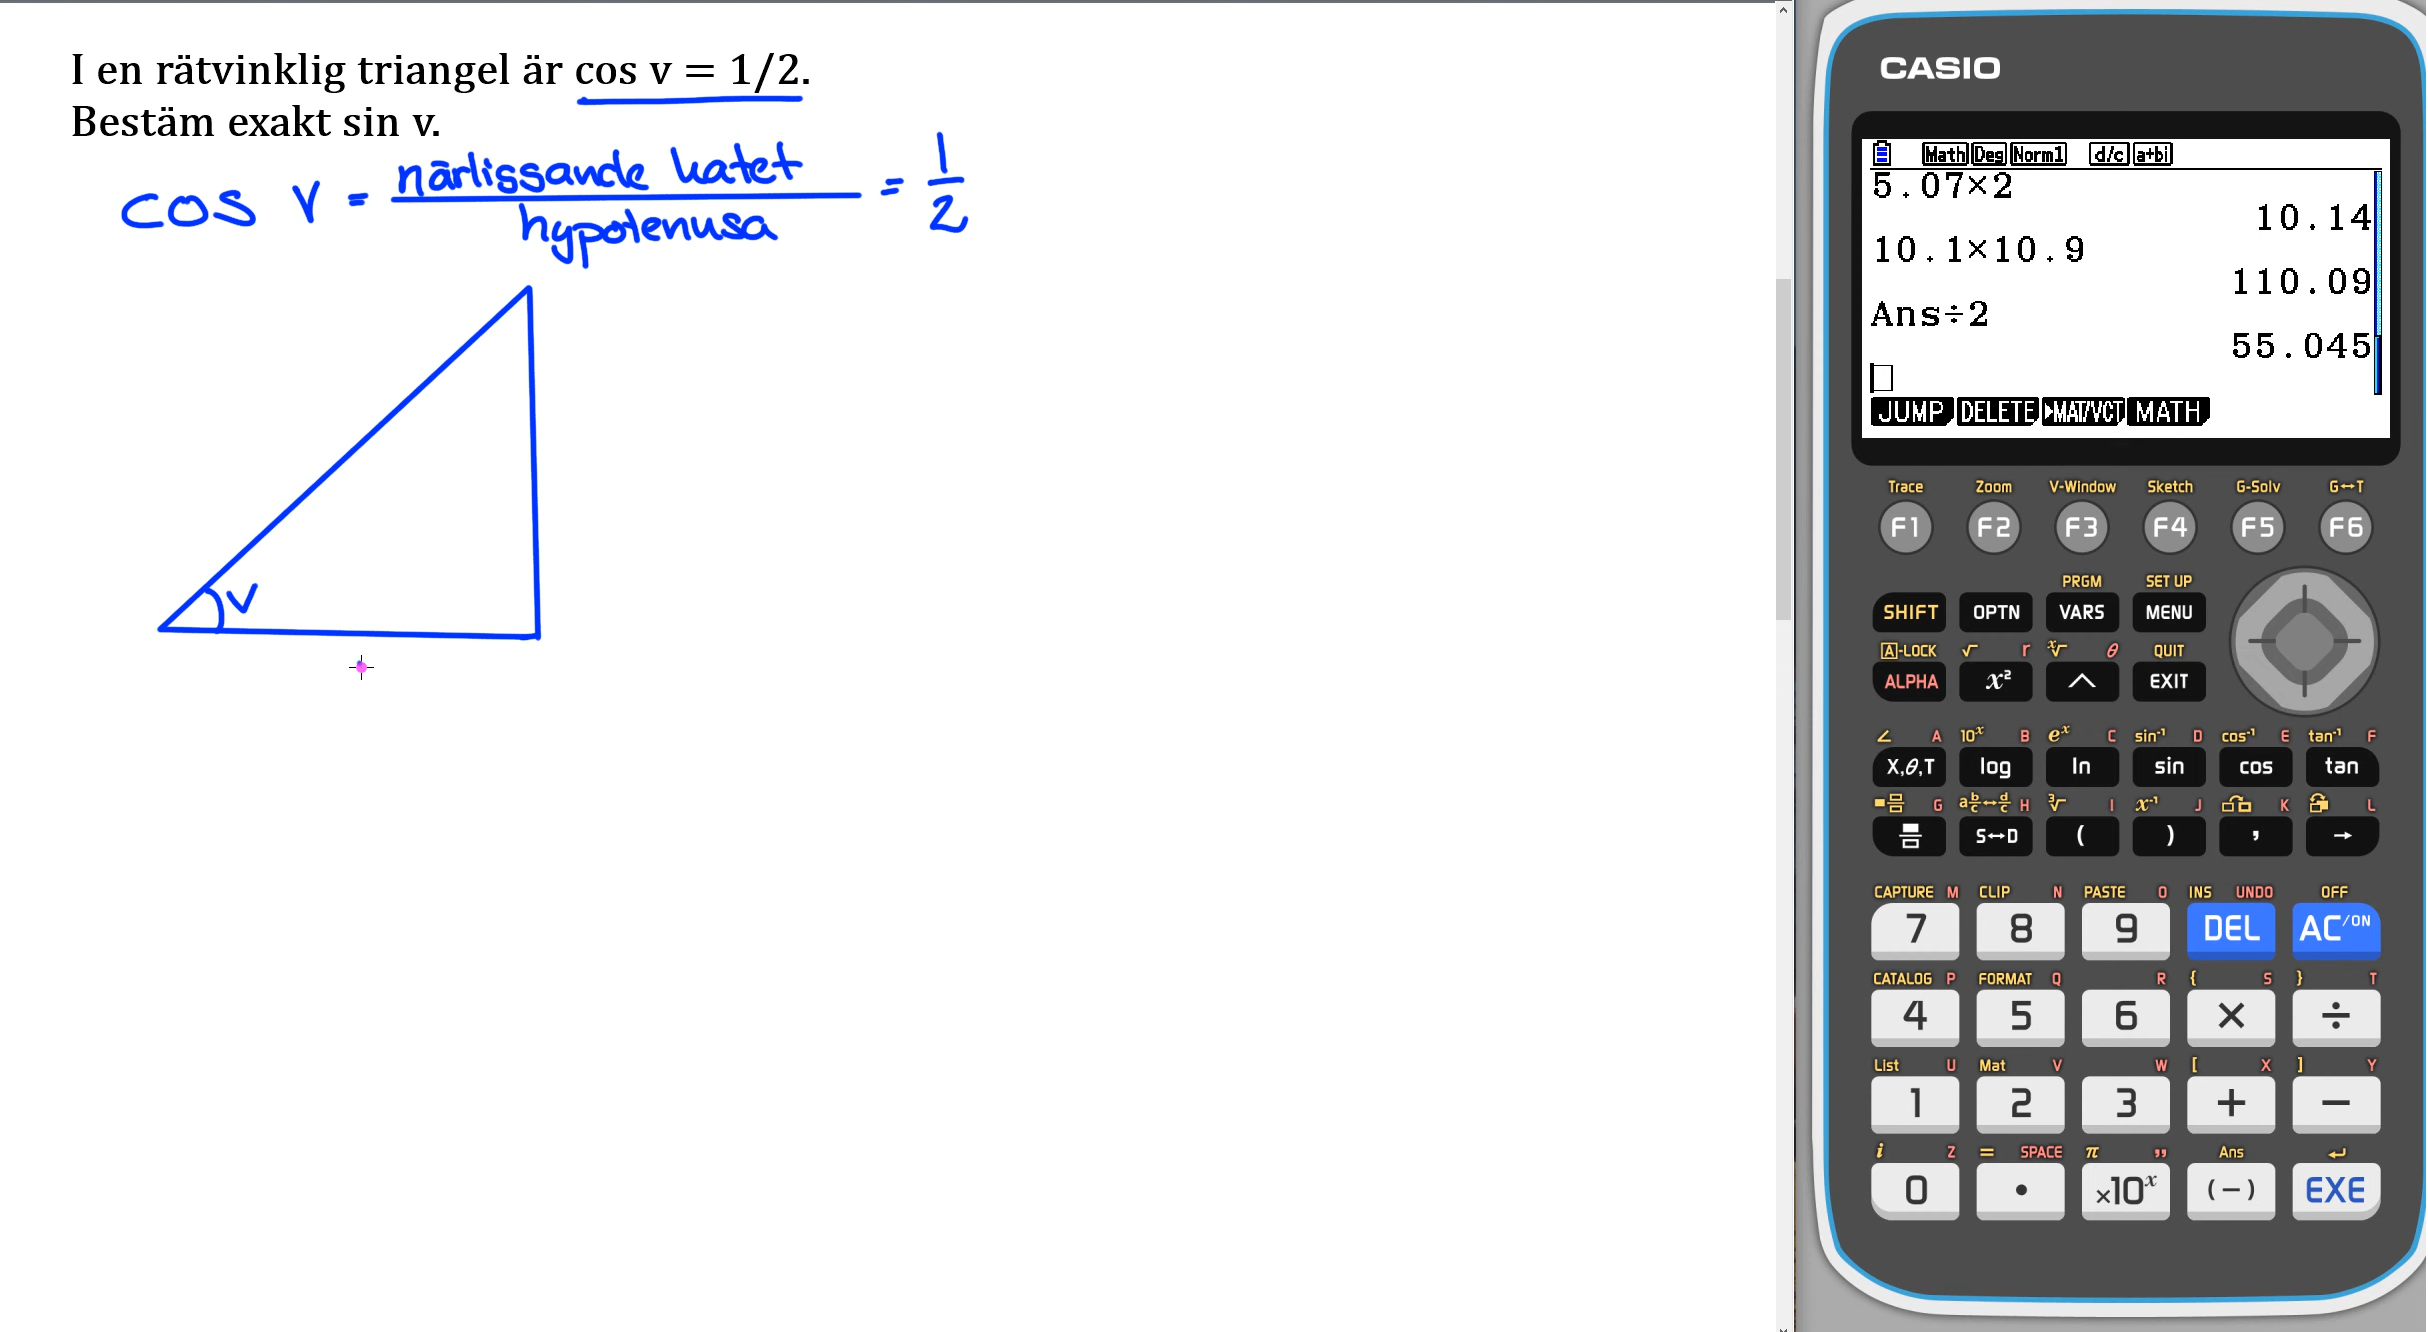 I en rätvinklig triangel är cos v = 1/2.
Bestäm exakt sin v.
cos v = närlissande katet / hypotenusa = 1/2
v
CASIO
Math Deg Norm1 d/c a+bi
5.07×2
10.14
10.1×10.9
110.09
Ans÷2
55.045
JUMP DELETE ►MAT/VCT MATH
Trace Zoom V-Window Sketch G-Solv G↔T
F1 F2 F3 F4 F5 F6
PRGM SET UP
SHIFT OPTN VARS MENU
A-LOCK √ r ˣ√ θ QUIT
ALPHA x² ^ EXIT
∠ A 10ˣ B eˣ C sin⁻¹ D cos⁻¹ E tan⁻¹ F
X,θ,T log ln sin cos tan
G a b/c↔d/c H ³√ I x⁻¹ J K L
S↔D ( ) , →
CAPTURE M CLIP N PASTE O INS UNDO OFF
7 8 9 DEL AC/ON
CATALOG P FORMAT Q R { S } T
4 5 6 × ÷
List U Mat V W [ X ] Y
1 2 3 + −
i Z = SPACE π " Ans ↵
0 • ×10ˣ (−) EXE